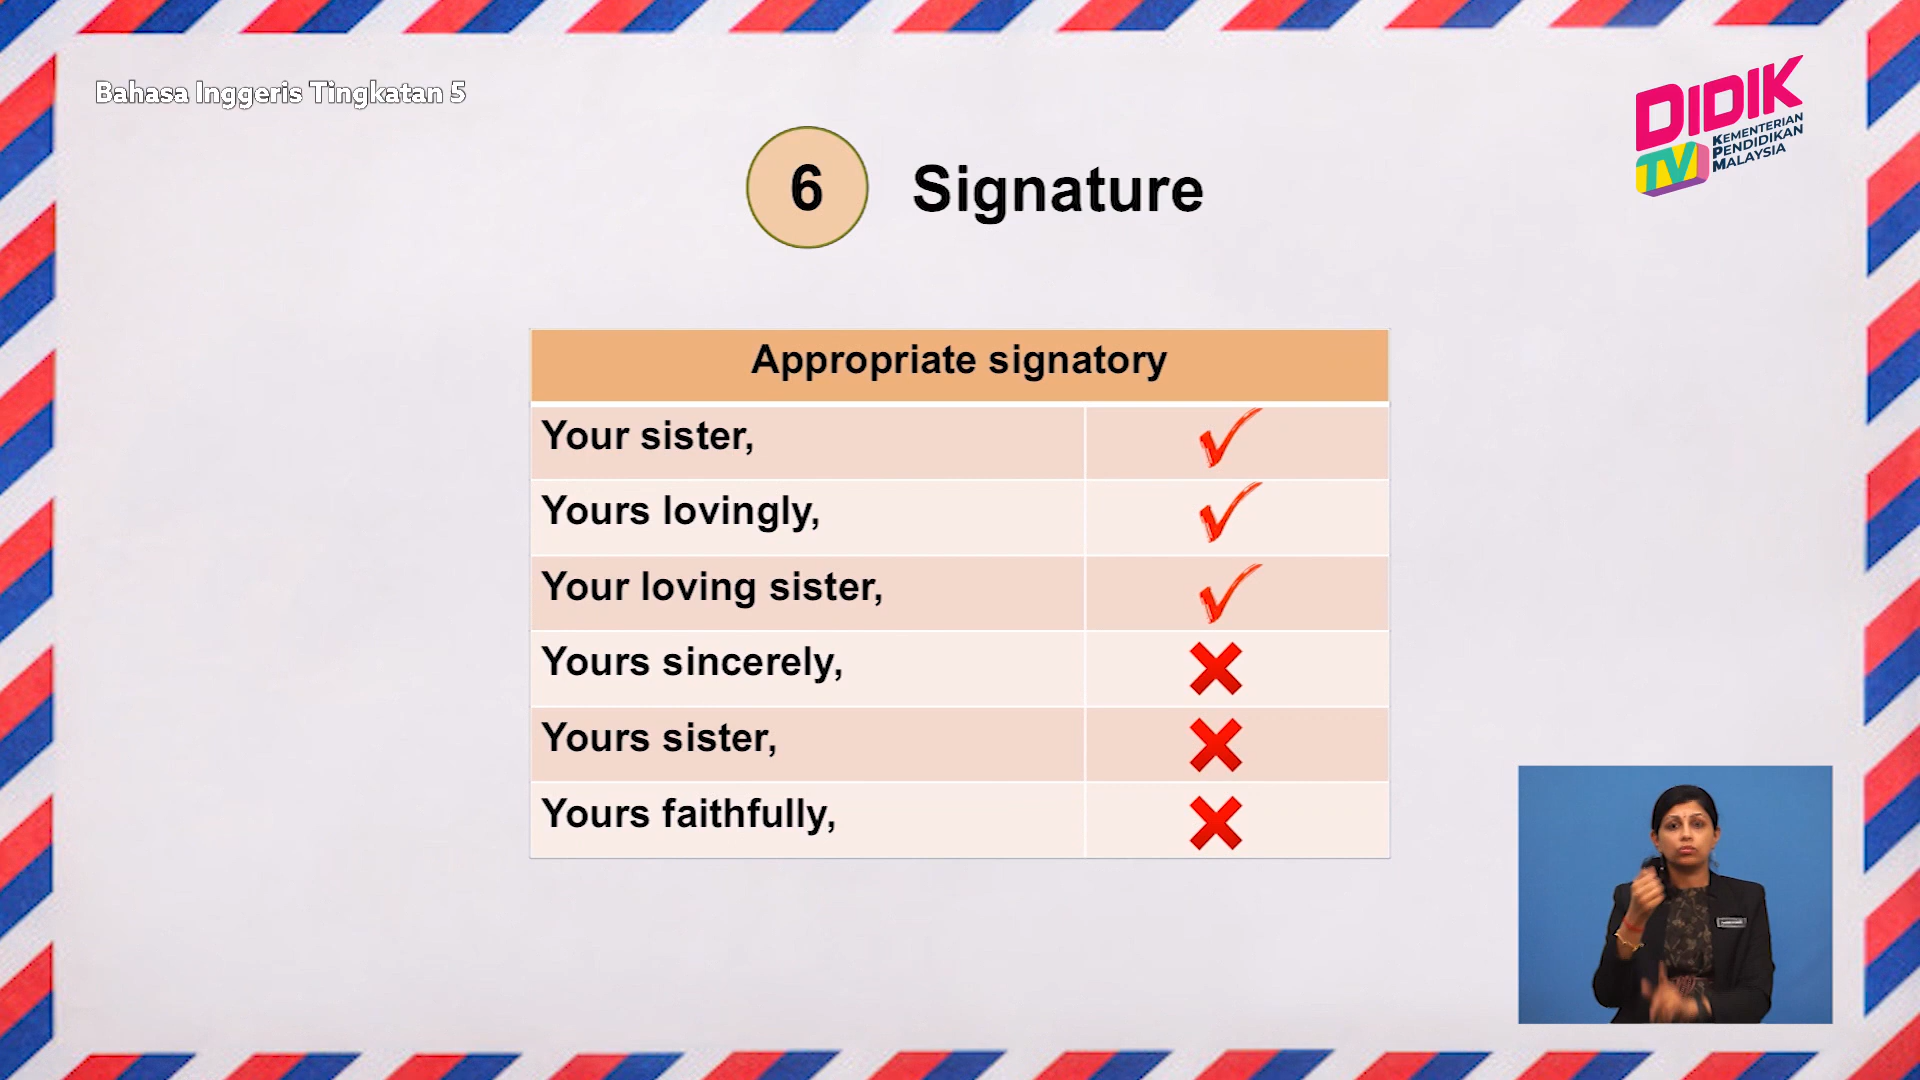 Bahasa Inggeris Tingkatan 5
DIDIK
TV
KEMENTERIAN
PENDIDIKAN
MALAYSIA
6 Signature
Appropriate signatory
Your sister,
Yours lovingly,
Your loving sister,
Yours sincerely,
Yours sister,
Yours faithfully,